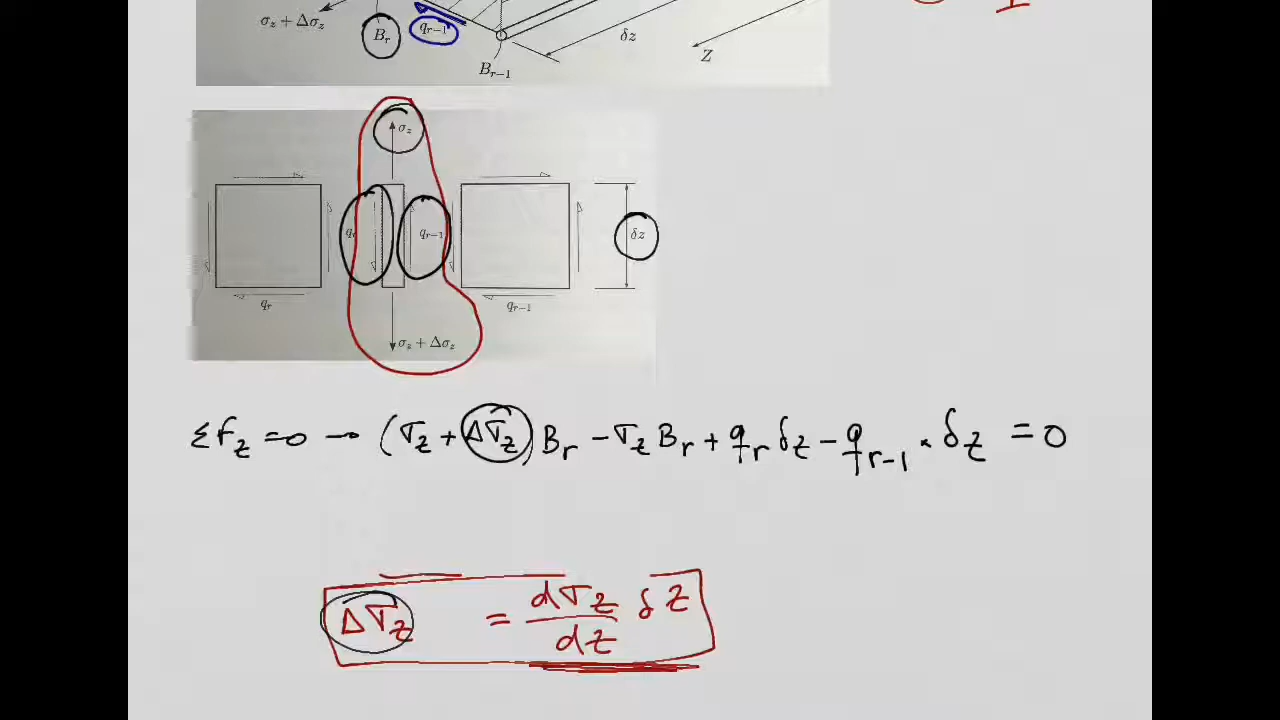 σz + Δσz
Br
qr−1
δz
Br−1
Z
σz
qr
qr−1
δz
qr
qr−1
σz + Δσz
ΣFz =0 → (σz + Δσz) Br − σz Br + qr δz − qr−1 . δz = 0
Δσz = dσz/dz δz